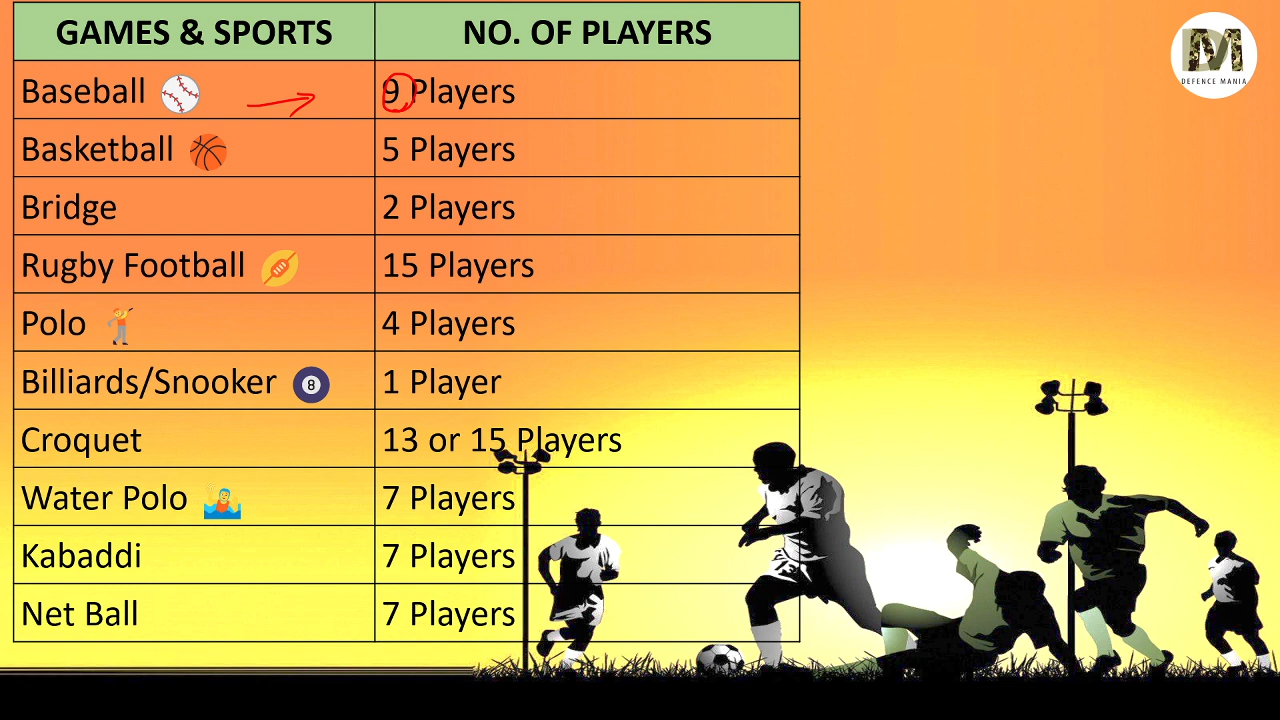 GAMES & SPORTS NO. OF PLAYERS
Baseball 9 Players
Basketball 5 Players
Bridge 2 Players
Rugby Football 15 Players
Polo 4 Players
Billiards/Snooker 8 1 Player
Croquet 13 or 15 Players
Water Polo 7 Players
Kabaddi 7 Players
Net Ball 7 Players
DM
DEFENCE MANIA